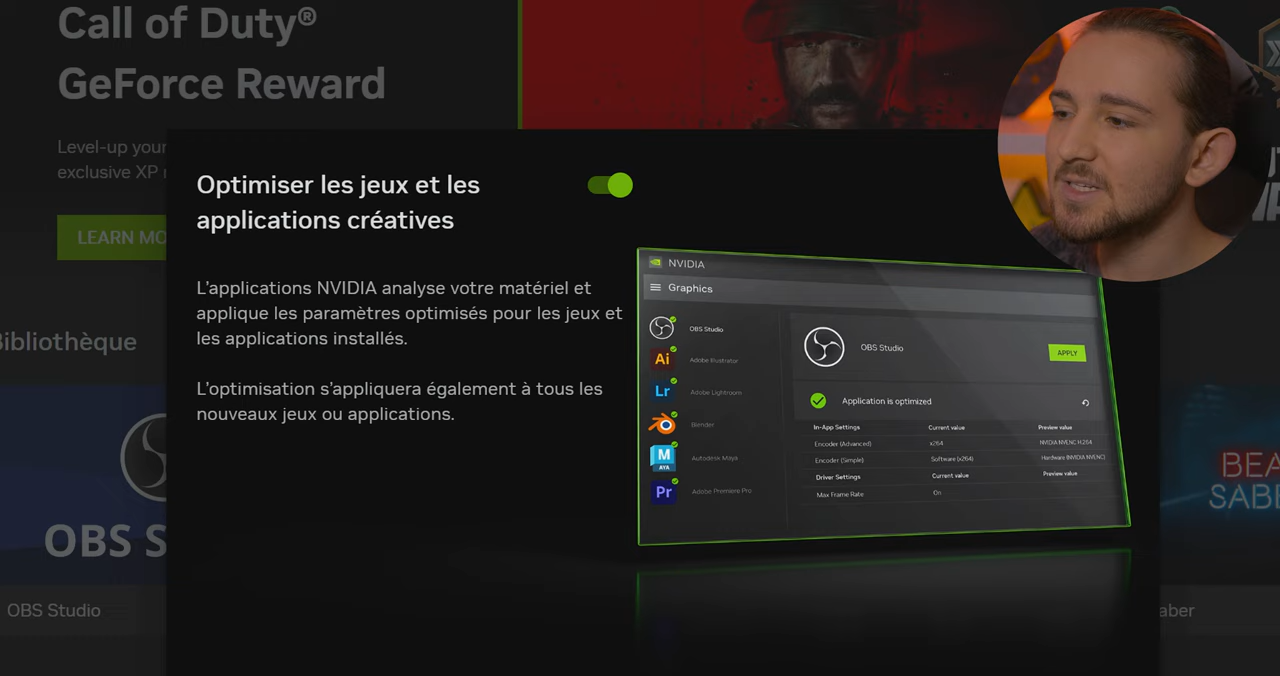 Call of Duty®
GeForce Reward
Level-up your
exclusive XP
LEARN MO
Optimiser les jeux et les
applications créatives
L'applications NVIDIA analyse votre matériel et
applique les paramètres optimisés pour les jeux et
les applications installés.
L'optimisation s'appliquera également à tous les
nouveaux jeux ou applications.
NVIDIA
Graphics
OBS Studio
Ai Adobe Illustrator
Lr Adobe Lightroom
Blender
M AYA Autodesk Maya
Pr Adobe Premiere Pro
OBS Studio
APPLY
Application is optimized
In-App Settings Current value Preview value
Encoder (Advanced) x264 NVIDIA NVENC H.264
Encoder (Simple) Software (x264) Hardware (NVIDIA NVENC)
Driver Settings Current value Preview value
Max Frame Rate On
Bibliothèque
OBS S
OBS Studio
BEA
SABE
aber